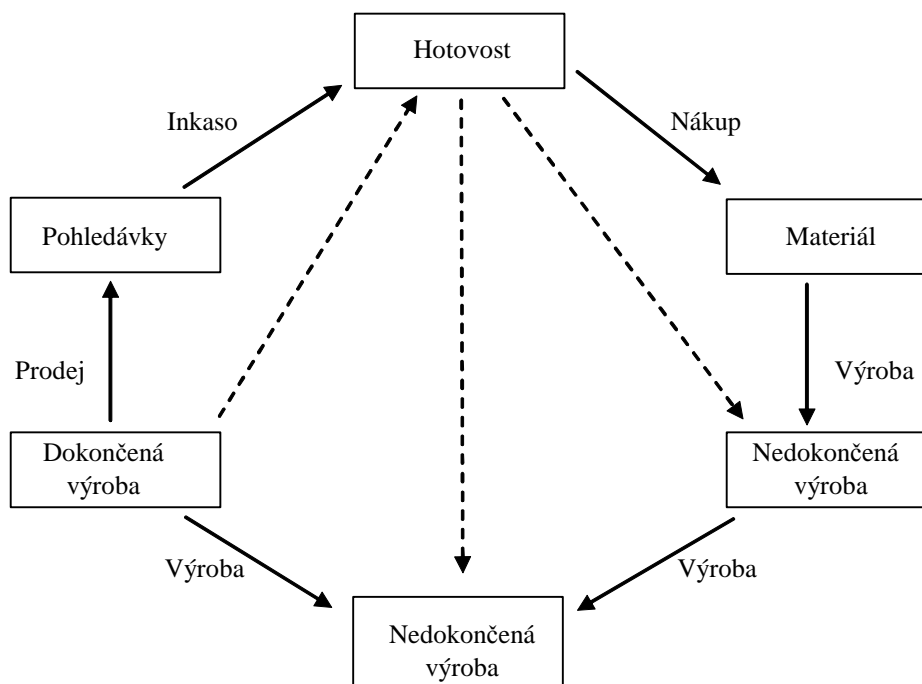 Hotovost
Inkaso
Nákup
Pohledávky
Materiál
Prodej
Výroba
Dokončená
výroba
Nedokončená
výroba
Výroba
Výroba
Nedokončená
výroba